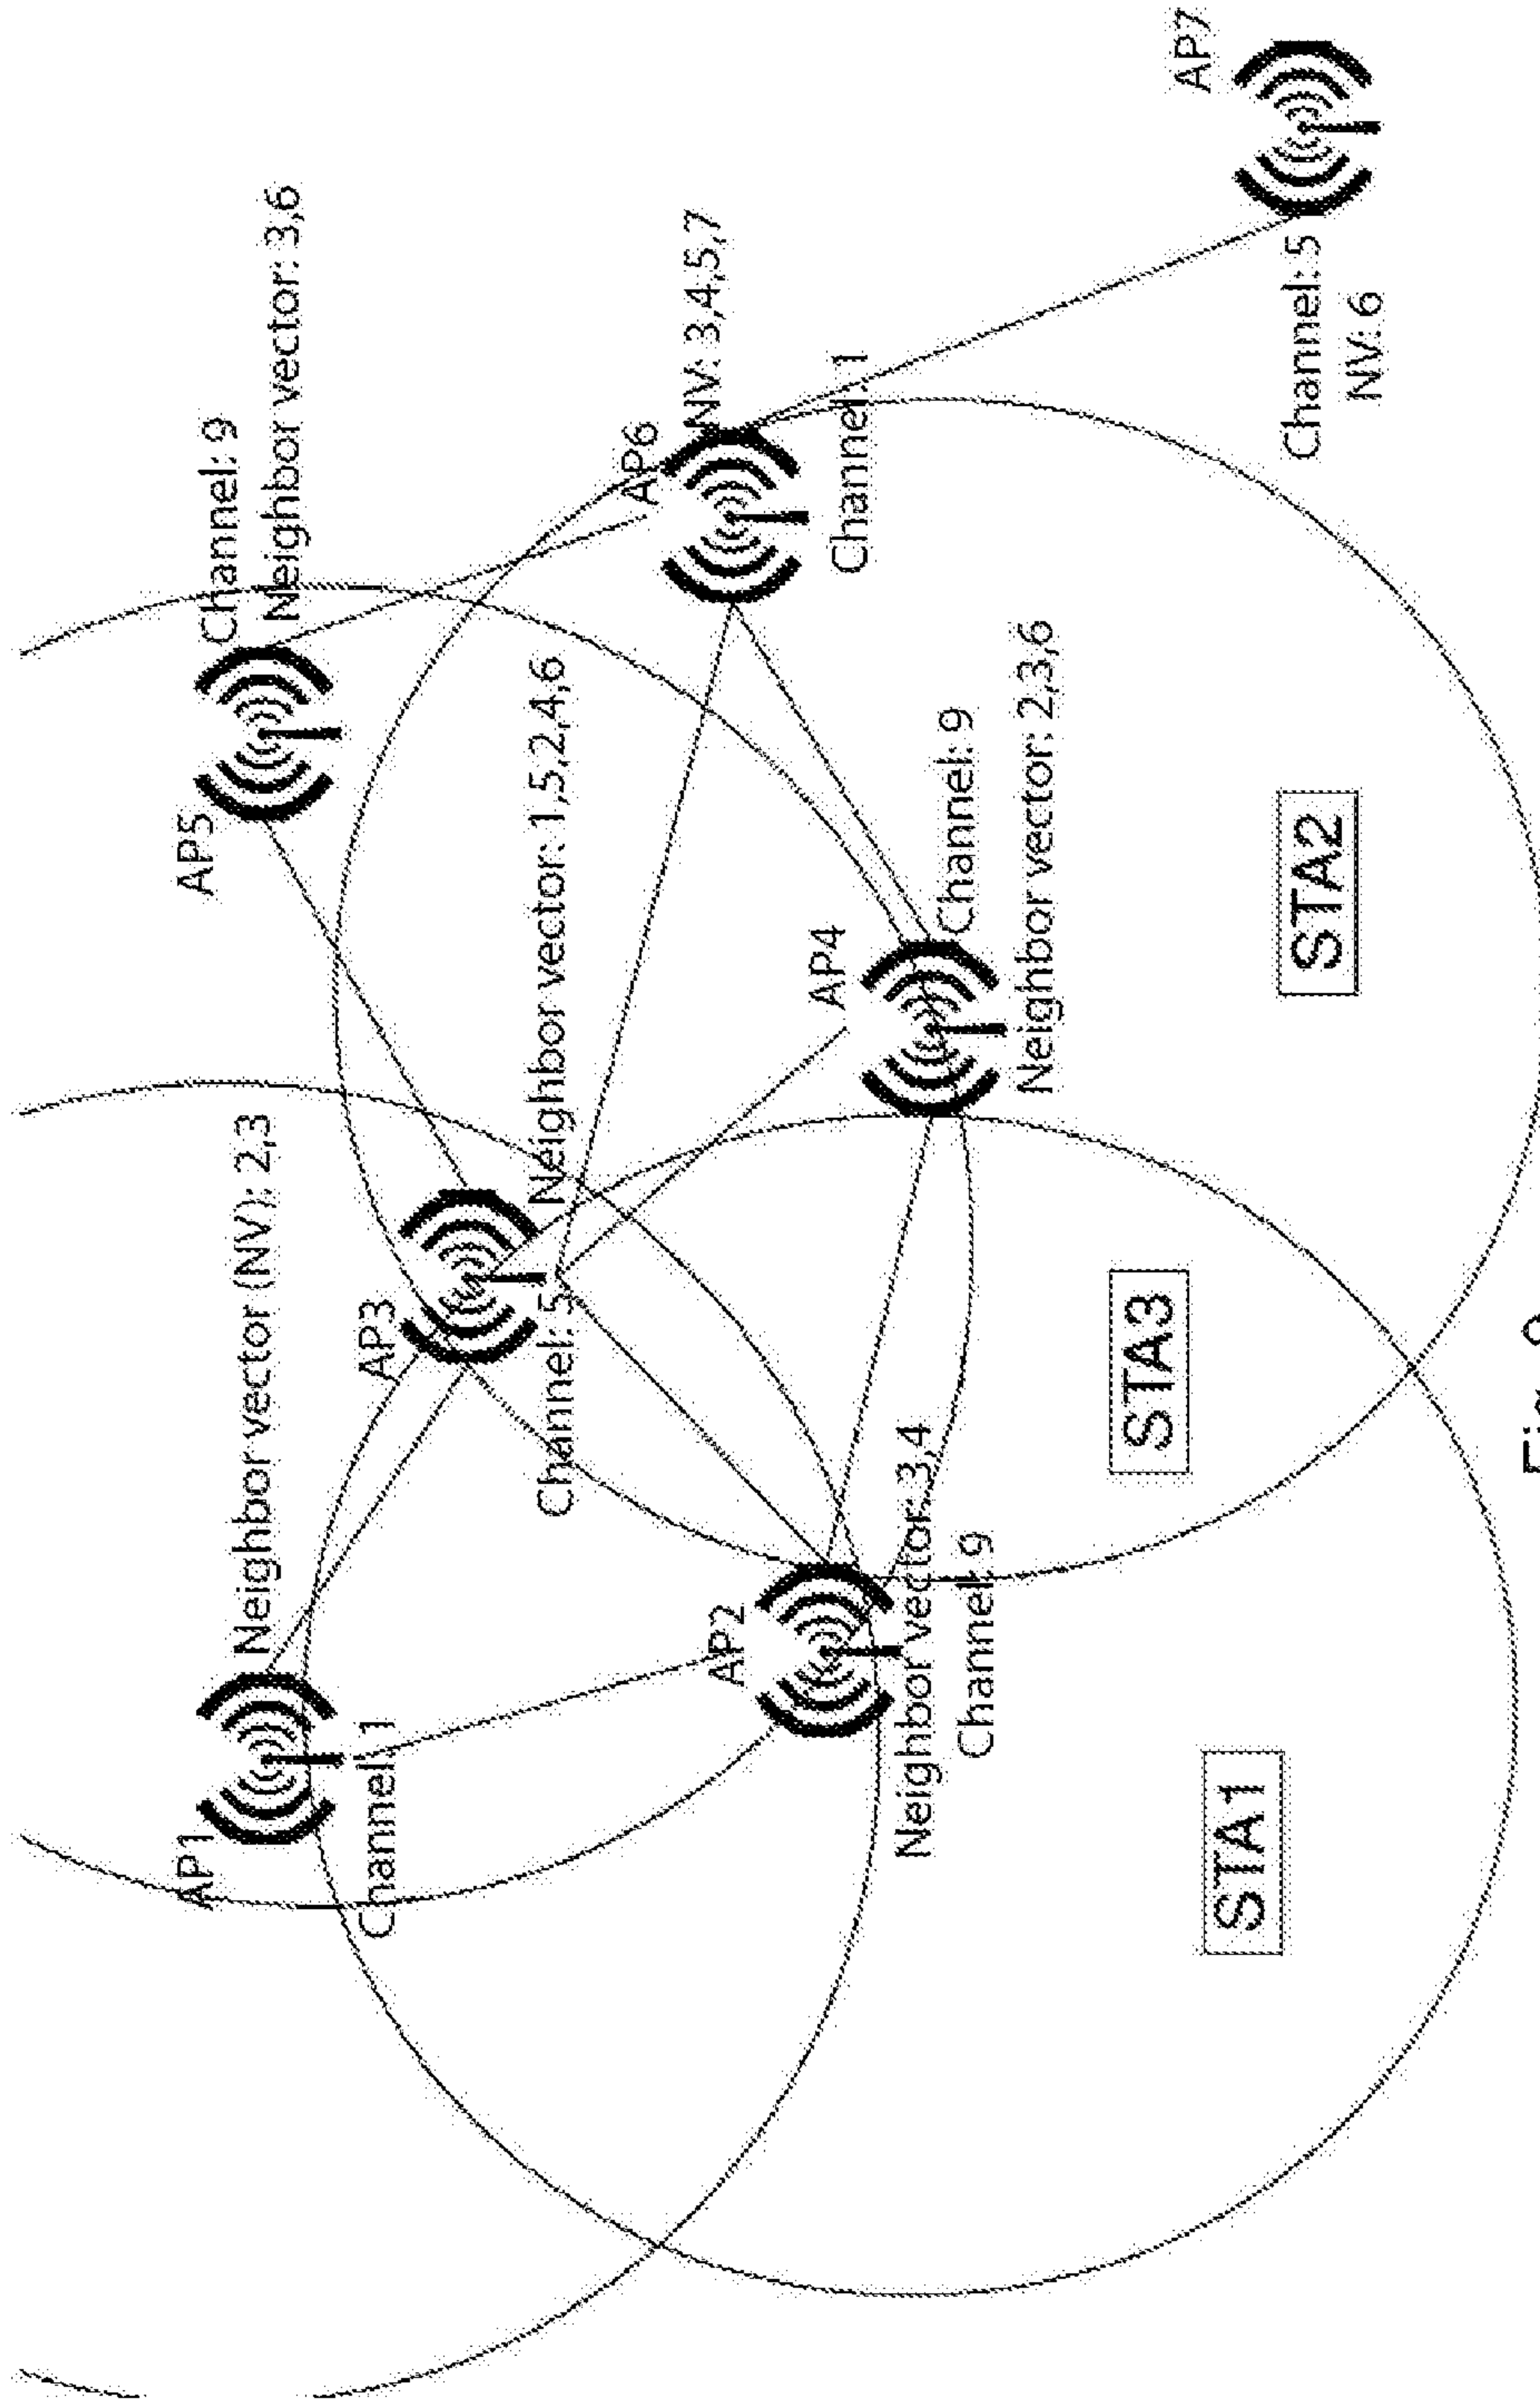 AP1
Neighbor vector (NV): 2,3
Channel: 1
AP5
Channel: 9
Neighbor vector: 3,6
AP3
Neighbor vector: 1,5,2,4,6
Channel: 5
AP6
NV: 3,4,5,7
Channel: 1
AP2
Neighbor vector: 3,4
Channel: 9
AP4
Channel: 9
Neighbor vector: 2,3,6
AP7
Channel: 5
NV: 6
STA1
STA3
STA2